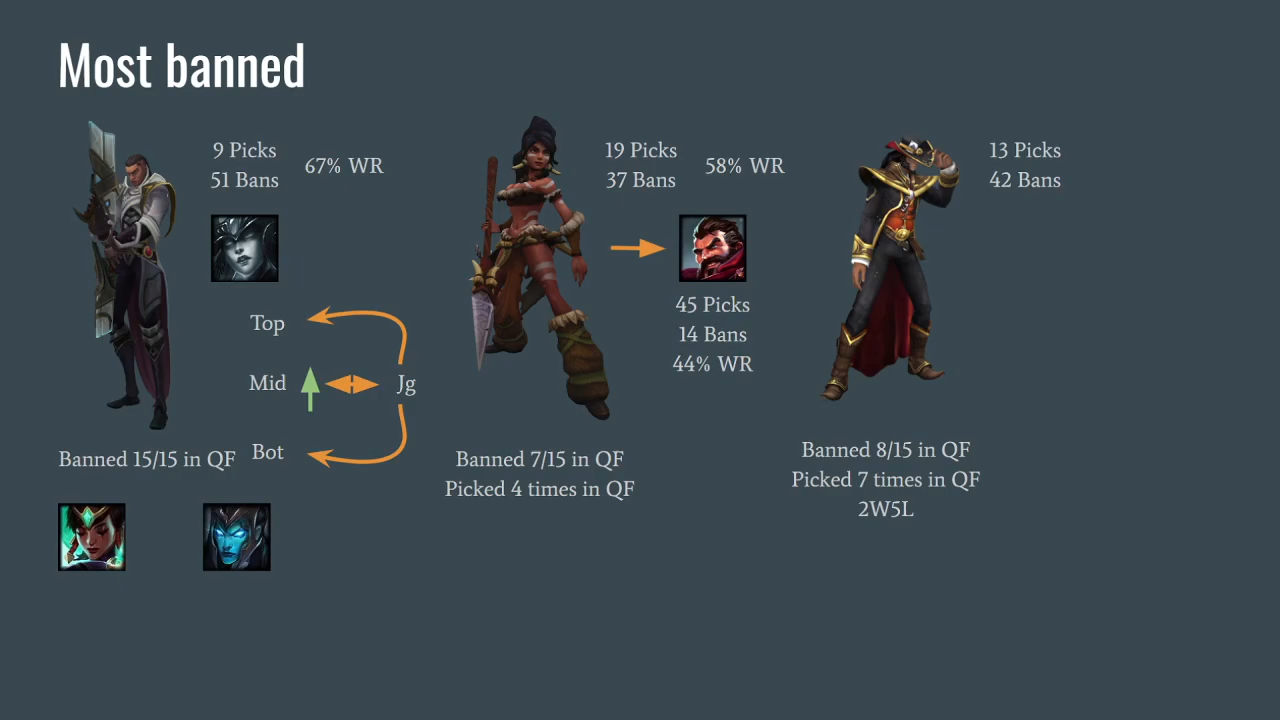 Most banned
9 Picks
51 Bans
67% WR
Top
Mid
Jg
Bot
Banned 15/15 in QF
19 Picks
37 Bans
58% WR
45 Picks
14 Bans
44% WR
Banned 7/15 in QF
Picked 4 times in QF
13 Picks
42 Bans
Banned 8/15 in QF
Picked 7 times in QF
2W5L